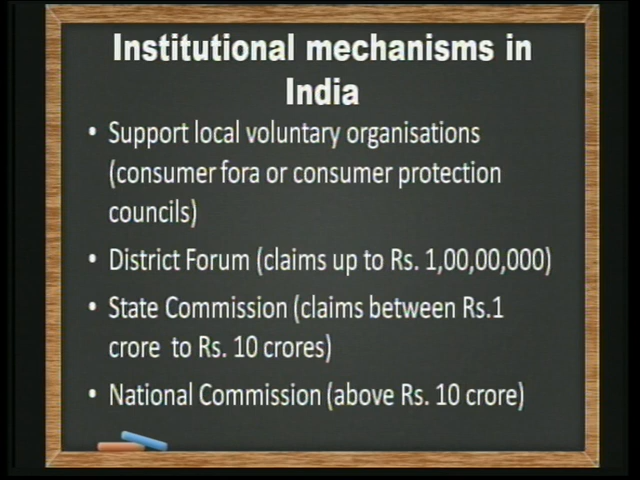 Institutional mechanisms in
India
• Support local voluntary organisations
(consumer fora or consumer protection
councils)
• District Forum (claims up to Rs. 1,00,00,000)
• State Commission (claims between Rs.1
crore to Rs. 10 crores)
• National Commission (above Rs. 10 crore)